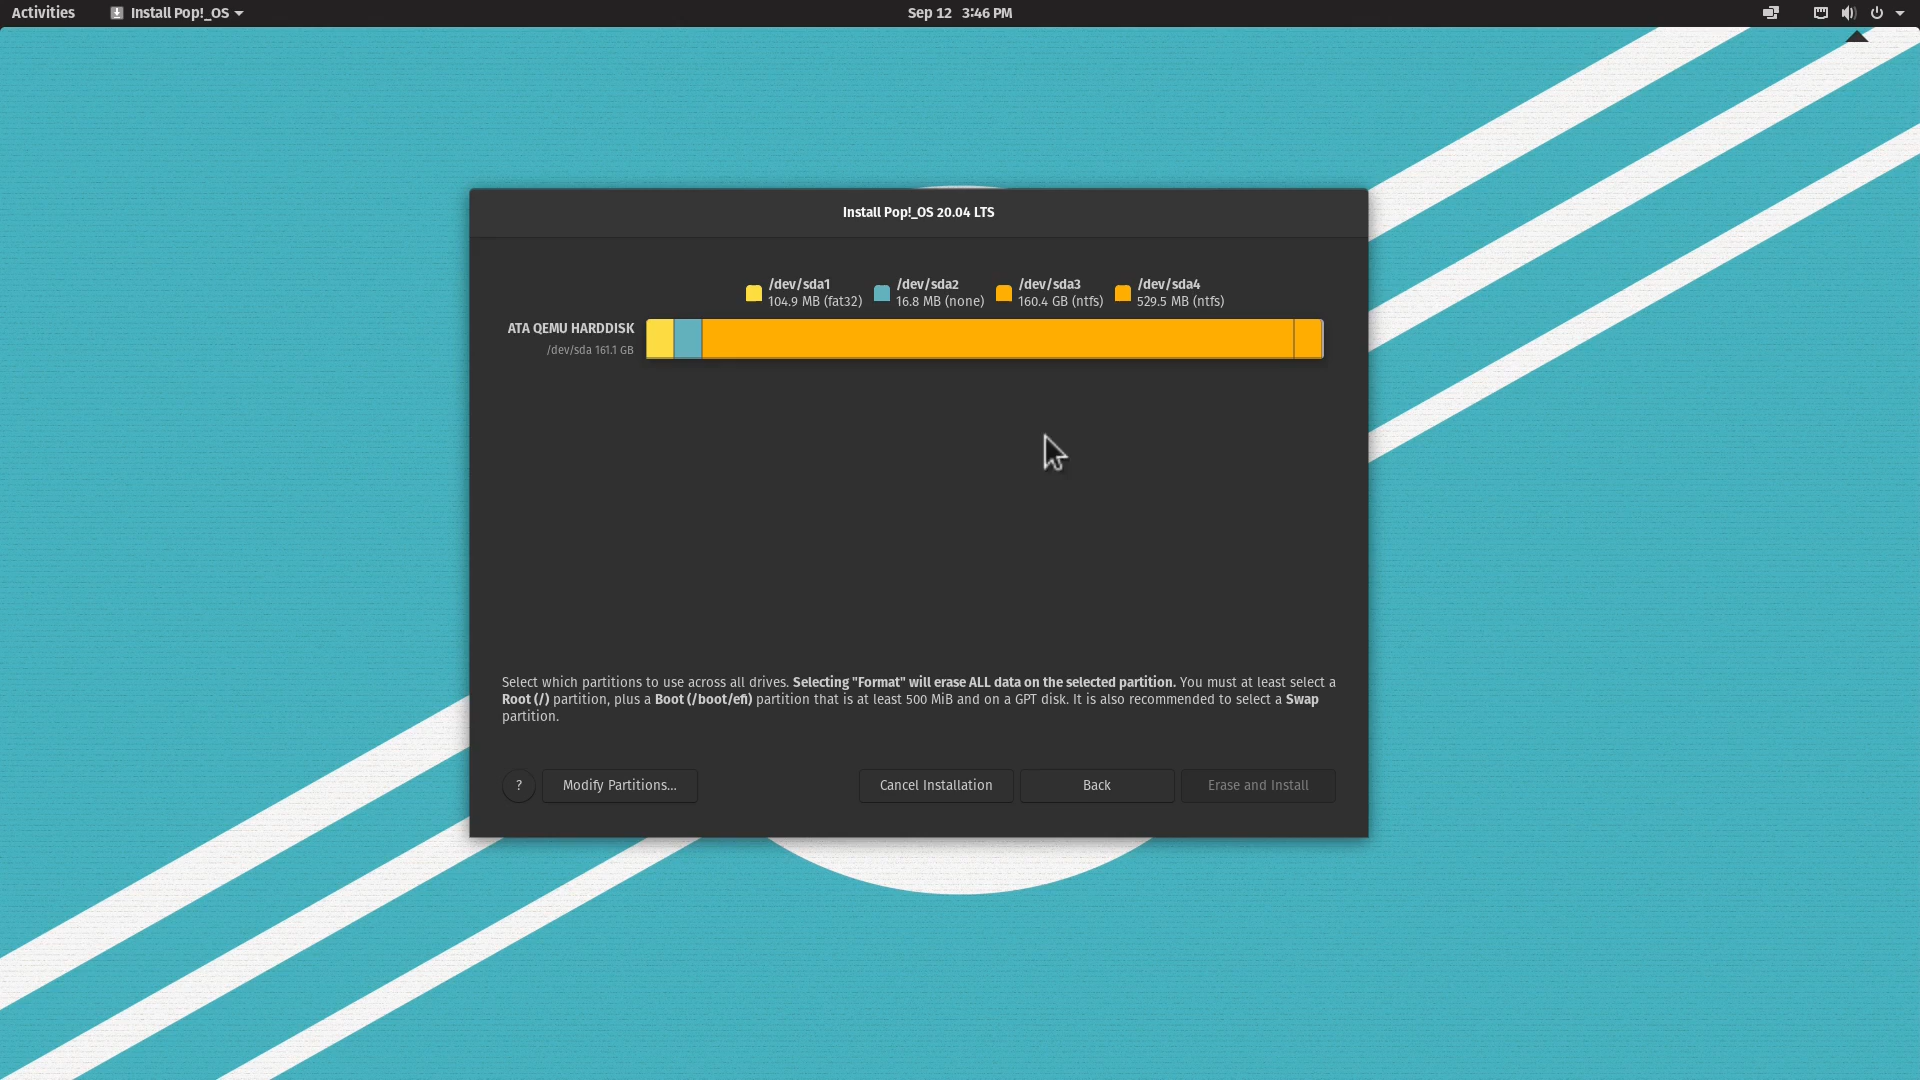 Activities
Install Pop!_OS
Sep 12 3:46 PM
Install Pop!_OS 20.04 LTS
/dev/sda1
104.9 MB (fat32)
/dev/sda2
16.8 MB (none)
/dev/sda3
160.4 GB (ntfs)
/dev/sda4
529.5 MB (ntfs)
ATA QEMU HARDDISK
/dev/sda 161.1 GB
Select which partitions to use across all drives. Selecting "Format" will erase ALL data on the selected partition. You must at least select a
Root (/) partition, plus a Boot (/boot/efi) partition that is at least 500 MiB and on a GPT disk. It is also recommended to select a Swap
partition.
?
Modify Partitions...
Cancel Installation
Back
Erase and Install